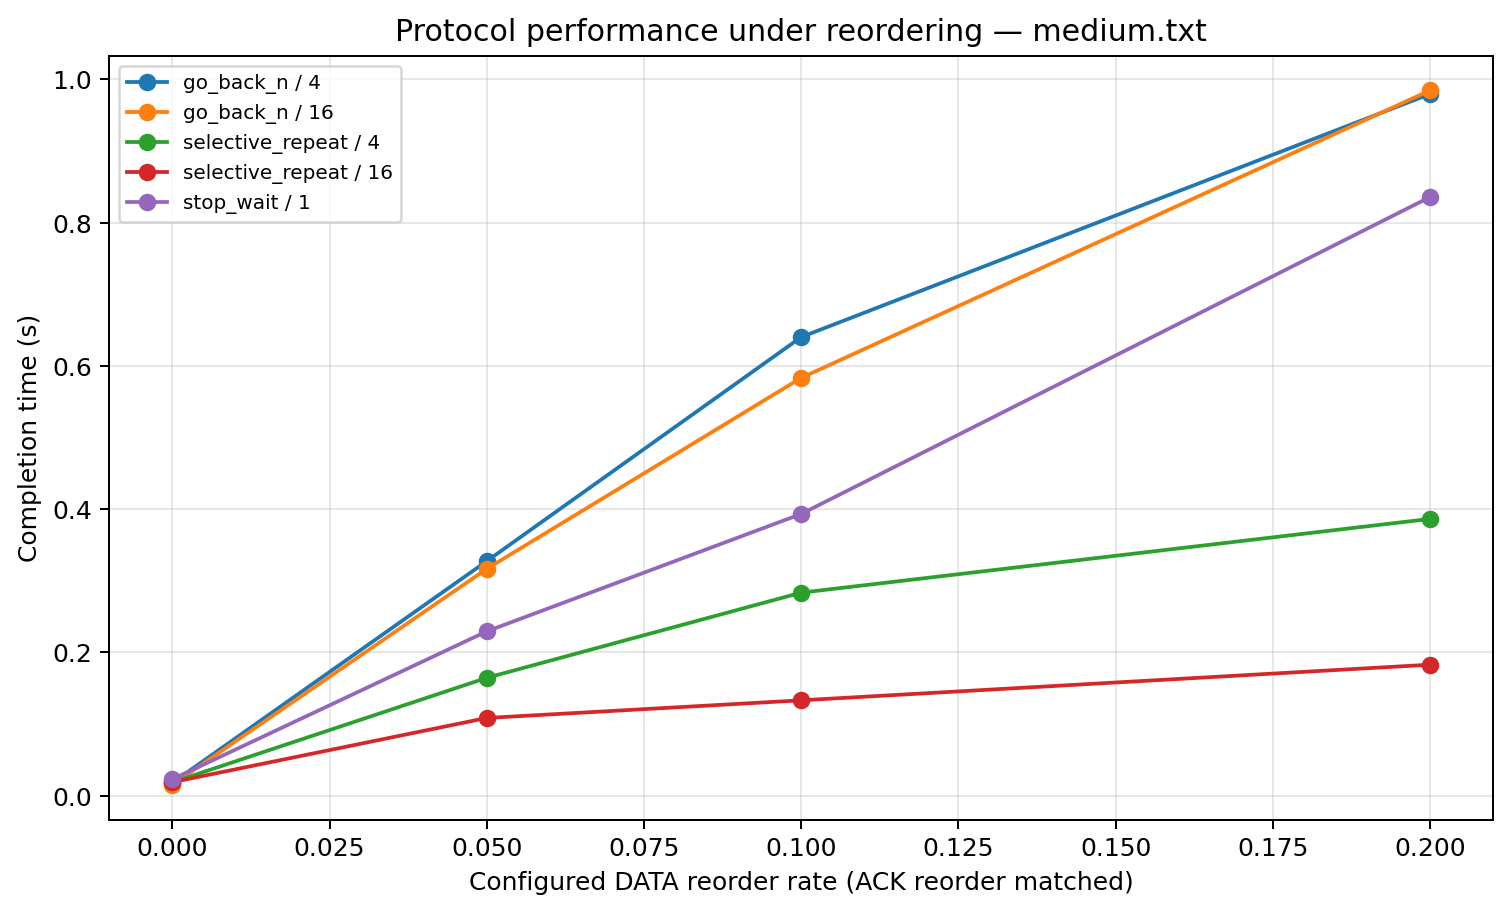 Protocol performance under reordering — medium.txt
go_back_n / 4
go_back_n / 16
selective_repeat / 4
selective_repeat / 16
stop_wait / 1
Completion time (s)
1.0
0.8
0.6
0.4
0.2
0.0
0.000 0.025 0.050 0.075 0.100 0.125 0.150 0.175 0.200
Configured DATA reorder rate (ACK reorder matched)